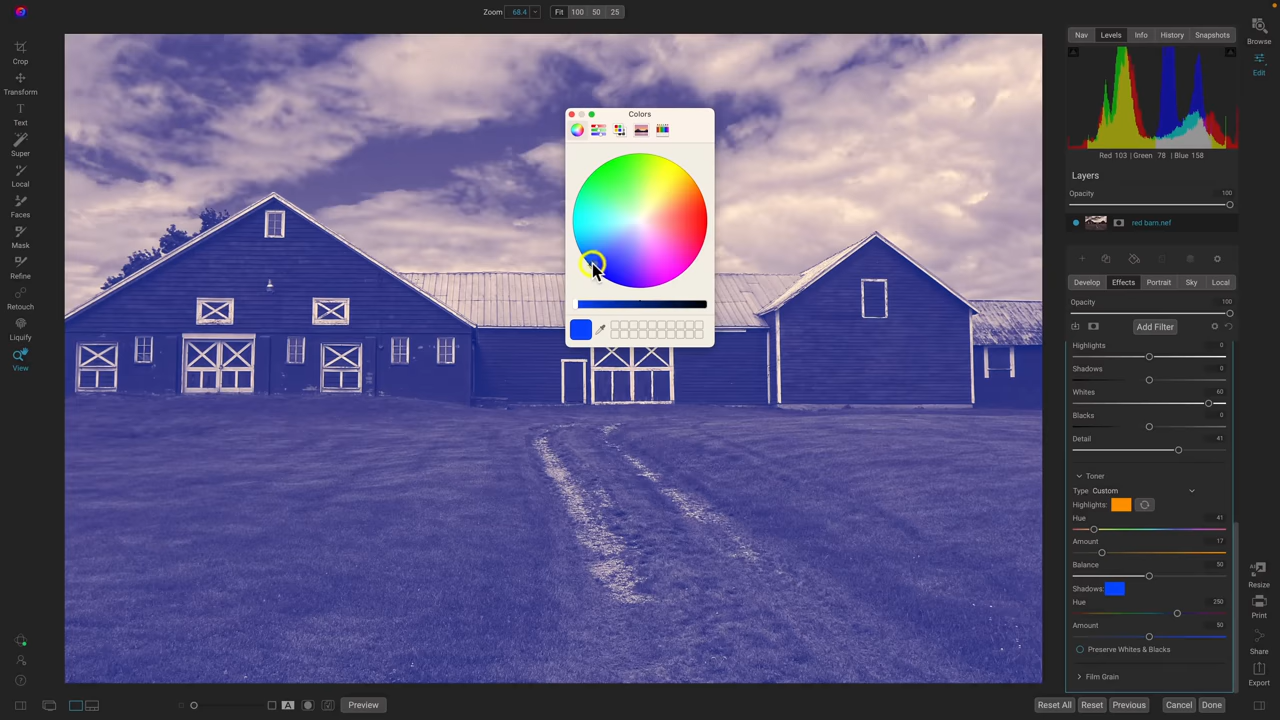 Zoom 68.4 Fit 100 50 25
Crop
Transform
Text
Super
Local
Faces
Mask
Refine
Retouch
Liquify
View
Colors
Nav Levels Info History Snapshots
Red 103 | Green 78 | Blue 158
Layers
Opacity 100
red barn.nef
Develop Effects Portrait Sky Local
Opacity 100
Add Filter
Highlights 0
Shadows 0
Whites 60
Blacks 0
Detail 41
Toner
Type Custom
Highlights:
Hue 41
Amount 17
Balance 50
Shadows:
Hue 250
Amount 50
Preserve Whites & Blacks
Film Grain
Browse
Edit
Resize
Print
Share
Export
A Preview
Reset All Reset Previous Cancel Done